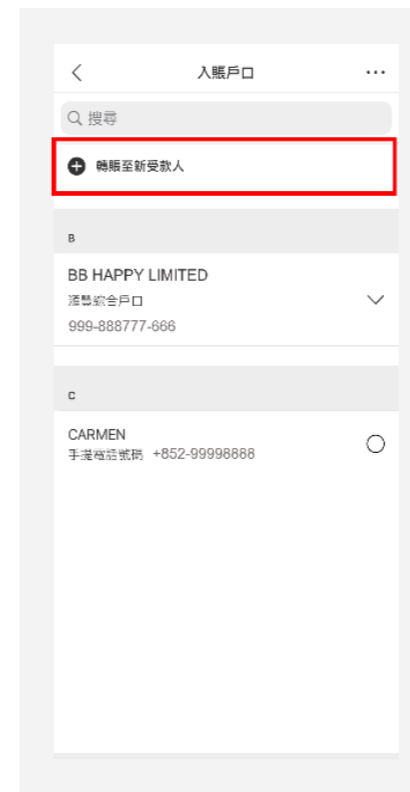 入賬戶口
搜尋
轉賬至新受款人
B
BB HAPPY LIMITED
滙豐綜合戶口
999-888777-666
C
CARMEN
手提電話號碼 +852-99998888